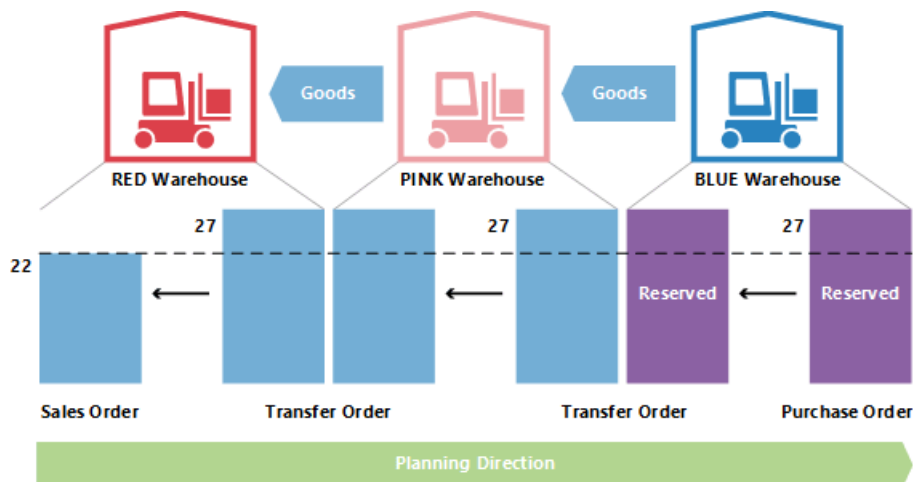 Goods
Goods
RED Warehouse
PINK Warehouse
BLUE Warehouse
27
27
27
22
Reserved
Reserved
Sales Order
Transfer Order
Transfer Order
Purchase Order
Planning Direction